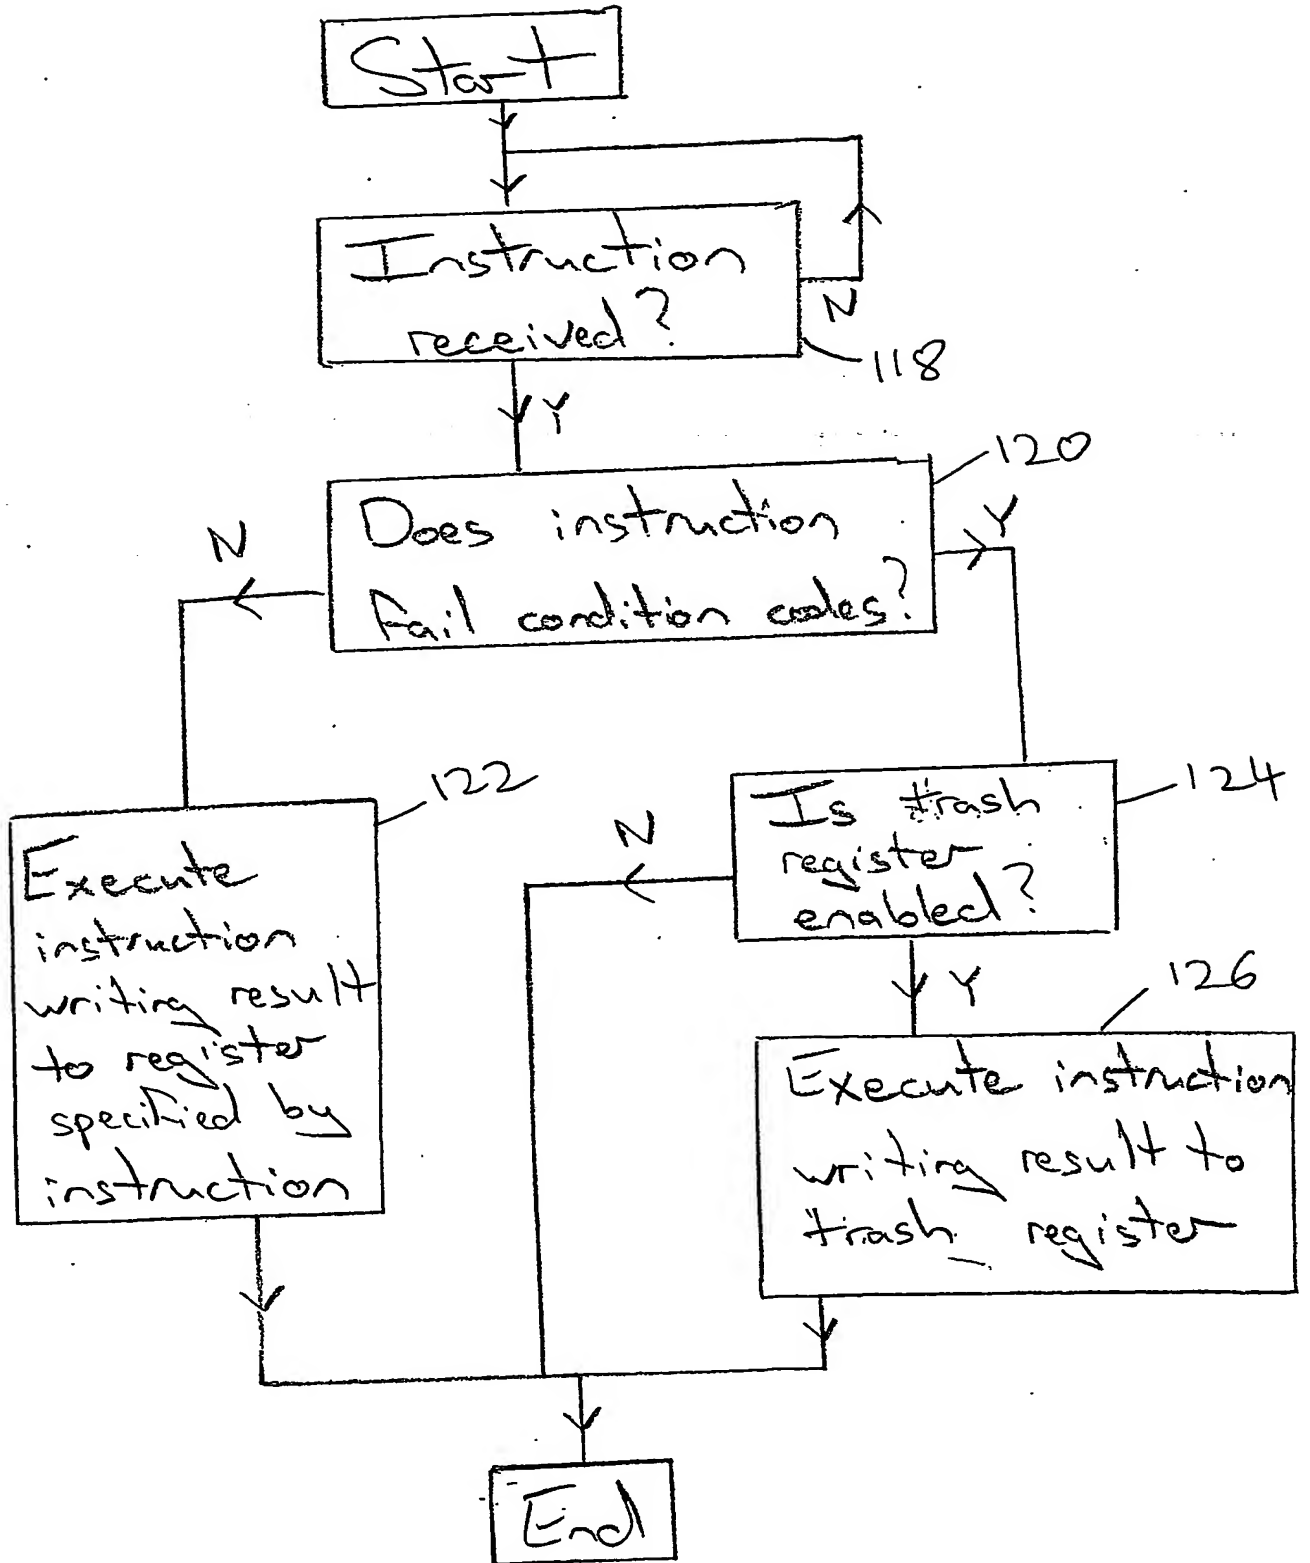 Start
Instruction
received?
N
118
Y
120
Does instruction
fail condition codes?
N
Y
122
Execute
instruction
writing result
to register
specified by
instruction
124
Is trash
register
enabled?
N
Y
126
Execute instruction
writing result to
trash register
End